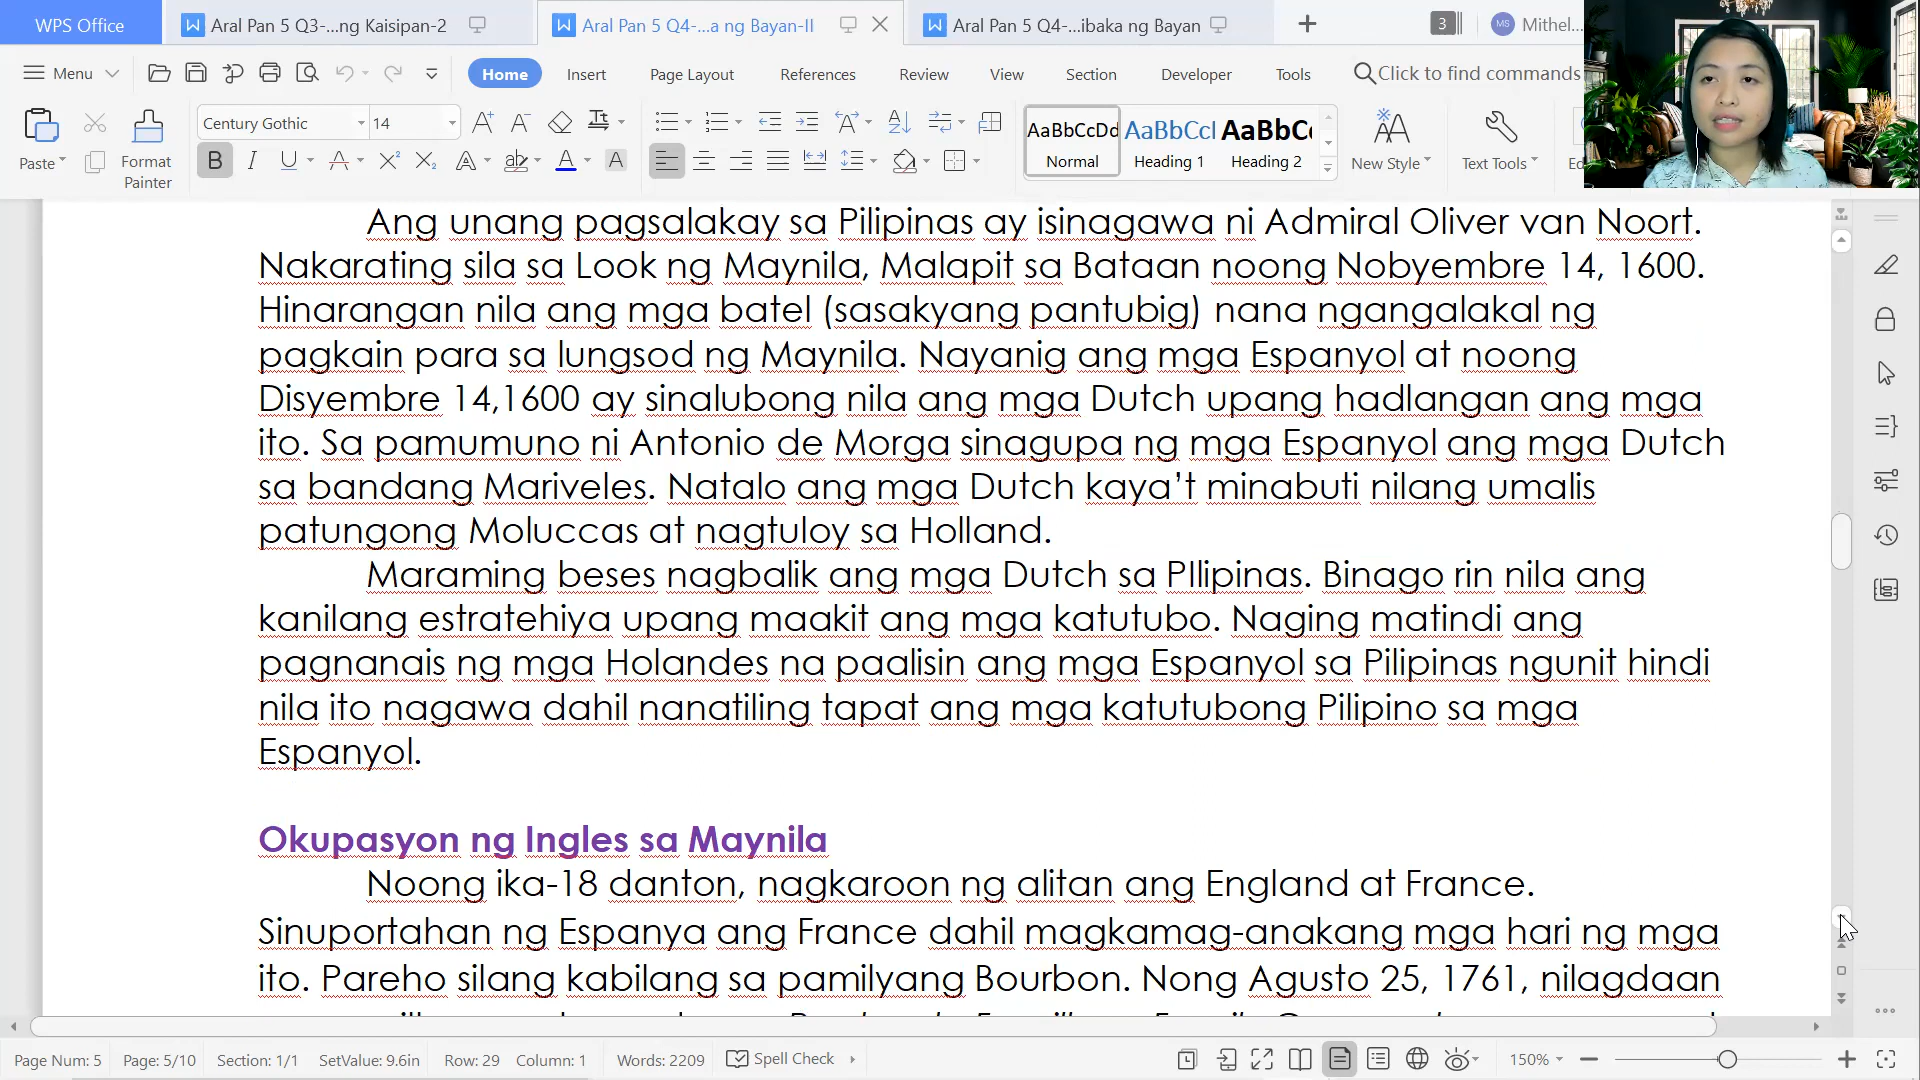 WPS Office
Aral Pan 5 Q3-...ng Kaisipan-2
Aral Pan 5 Q4-...a ng Bayan-II
Aral Pan 5 Q4-...ibaka ng Bayan
3
MS
Mithel...
Menu
Home
Insert
Page Layout
References
Review
View
Section
Developer
Tools
Click to find commands
Paste
Format
Painter
Century Gothic
14
AaBbCcDd
Normal
AaBbCcl
Heading 1
AaBbCc
Heading 2
New Style
Text Tools
Ang unang pagsalakay sa Pilipinas ay isinagawa ni Admiral Oliver van Noort.
Nakarating sila sa Look ng Maynila, Malapit sa Bataan noong Nobyembre 14, 1600.
Hinarangan nila ang mga batel (sasakyang pantubig) nana ngangalakal ng
pagkain para sa lungsod ng Maynila. Nayanig ang mga Espanyol at noong
Disyembre 14,1600 ay sinalubong nila ang mga Dutch upang hadlangan ang mga
ito. Sa pamumuno ni Antonio de Morga sinagupa ng mga Espanyol ang mga Dutch
sa bandang Mariveles. Natalo ang mga Dutch kaya’t minabuti nilang umalis
patungong Moluccas at nagtuloy sa Holland.
Maraming beses nagbalik ang mga Dutch sa PIlipinas. Binago rin nila ang
kanilang estratehiya upang maakit ang mga katutubo. Naging matindi ang
pagnanais ng mga Holandes na paalisin ang mga Espanyol sa Pilipinas ngunit hindi
nila ito nagawa dahil nanatiling tapat ang mga katutubong Pilipino sa mga
Espanyol.
Okupasyon ng Ingles sa Maynila
Noong ika-18 danton, nagkaroon ng alitan ang England at France.
Sinuportahan ng Espanya ang France dahil magkamag-anakang mga hari ng mga
ito. Pareho silang kabilang sa pamilyang Bourbon. Nong Agusto 25, 1761, nilagdaan
Page Num: 5
Page: 5/10
Section: 1/1
SetValue: 9.6in
Row: 29
Column: 1
Words: 2209
Spell Check
150%